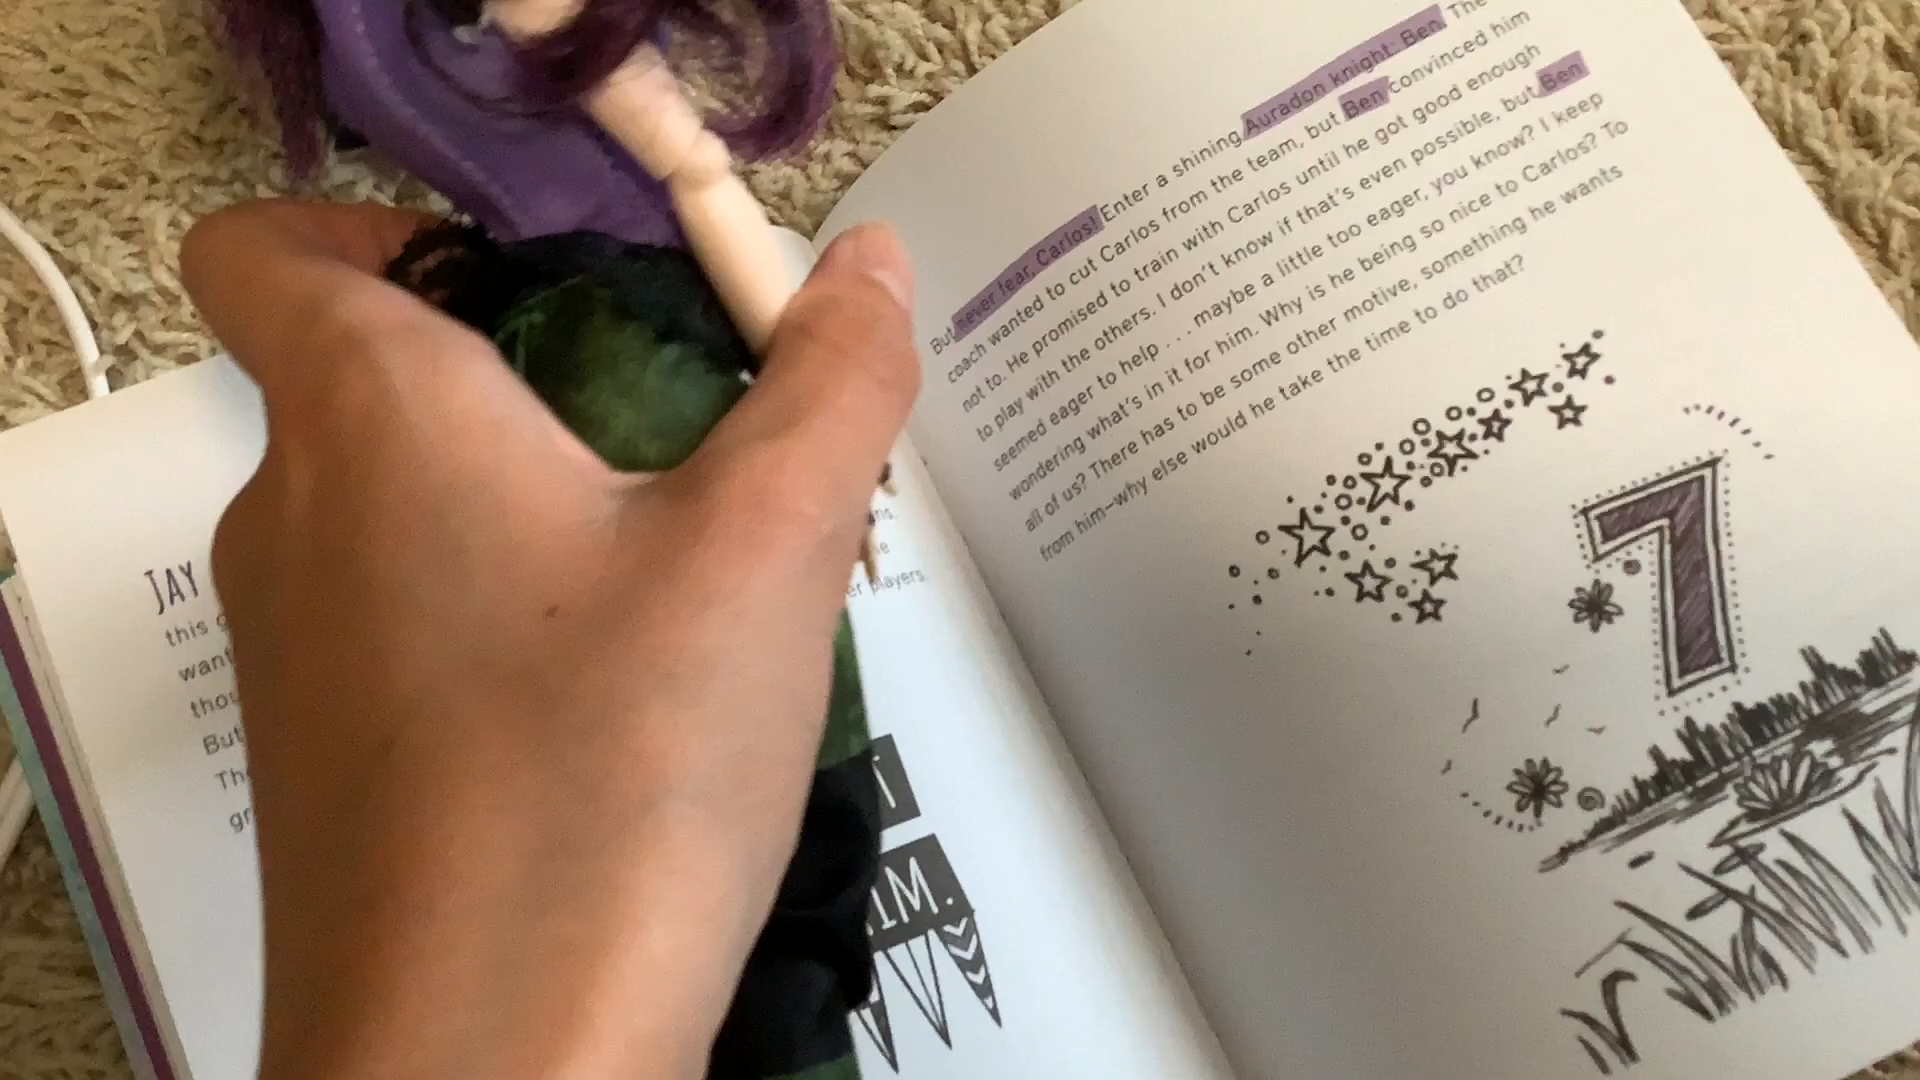 JAY
this
want
thou
But
Th
gr
ns.
er players.
IM.
But never fear, Carlos! Enter a shining Auradon knight: Ben. The
coach wanted to cut Carlos from the team, but Ben convinced him
not to. He promised to train with Carlos until he got good enough
to play with the others. I don't know if that's even possible, but Ben
seemed eager to help . . . maybe a little too eager, you know? I keep
wondering what's in it for him. Why is he being so nice to Carlos? To
all of us? There has to be some other motive, something he wants
from him—why else would he take the time to do that?
7